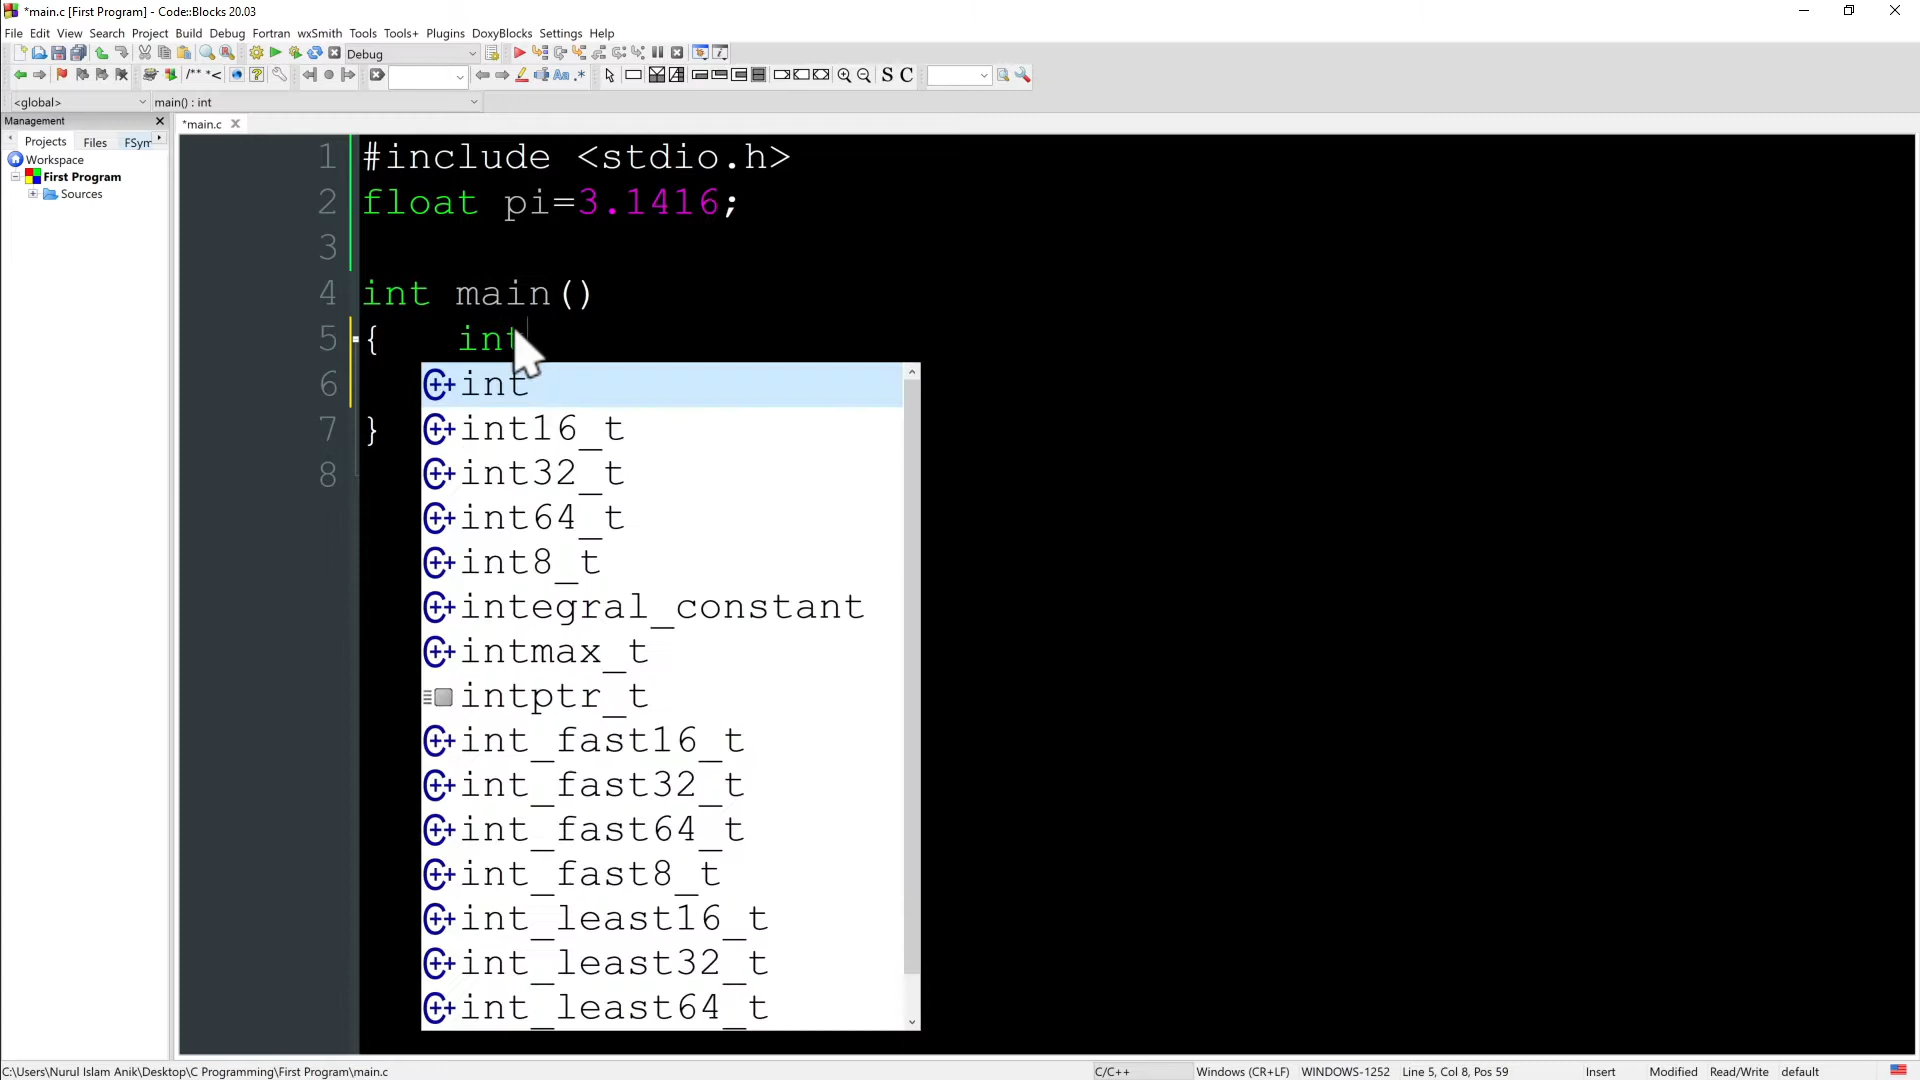 *main.c [First Program] - Code::Blocks 20.03
File Edit View Search Project Build Debug Fortran wxSmith Tools Tools+ Plugins DoxyBlocks Settings Help
Debug
/** *<
S C
<global> main() : int
Management
*main.c
Projects Files FSym
Workspace
First Program
Sources
1 #include <stdio.h>
2 float pi=3.1416;
3
4 int main()
5 { int
6
7 }
8
int
int16_t
int32_t
int64_t
int8_t
integral_constant
intmax_t
intptr_t
int_fast16_t
int_fast32_t
int_fast64_t
int_fast8_t
int_least16_t
int_least32_t
int_least64_t
C:\Users\Nurul Islam Anik\Desktop\C Programming\First Program\main.c C/C++ Windows (CR+LF) WINDOWS-1252 Line 5, Col 8, Pos 59 Insert Modified Read/Write default